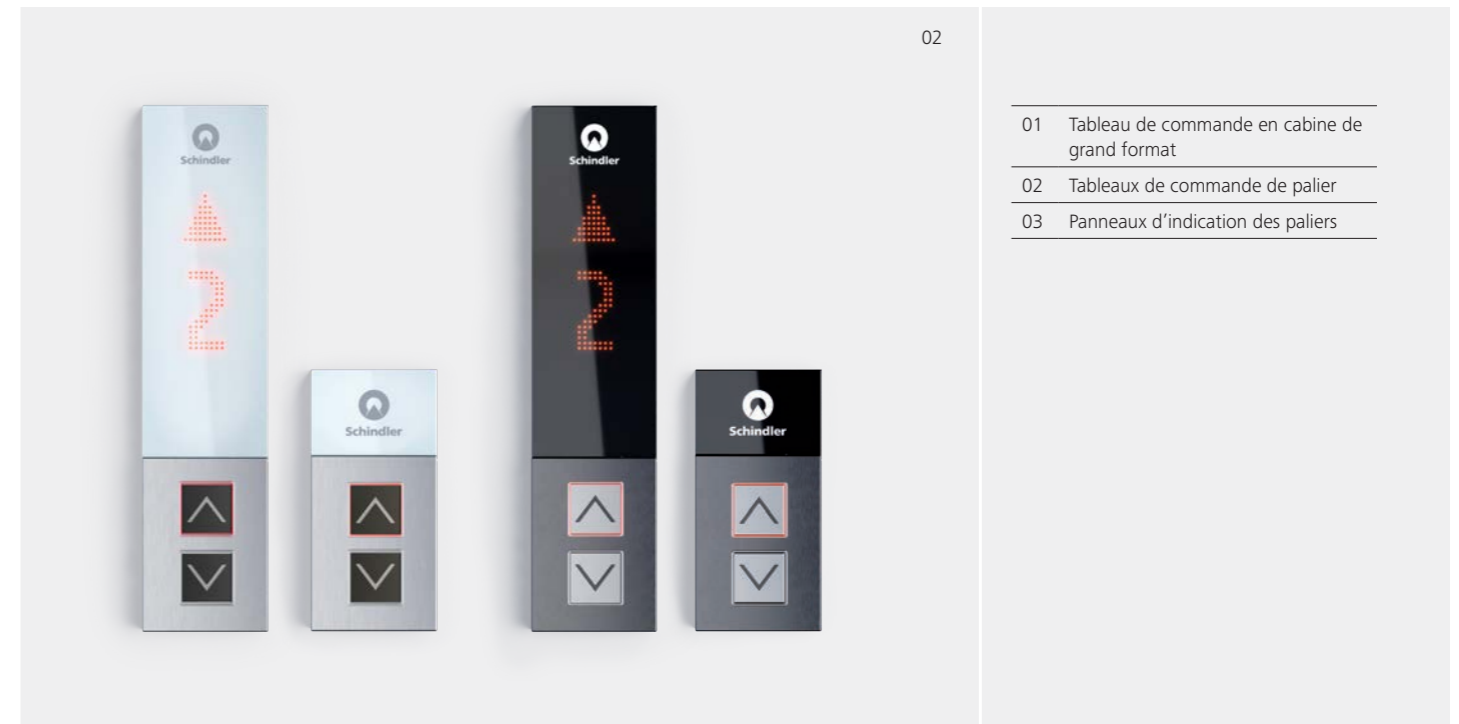 02
Schindler
2
Schindler
Schindler
2
Schindler
01 Tableau de commande en cabine de
grand format
02 Tableaux de commande de palier
03 Panneaux d’indication des paliers